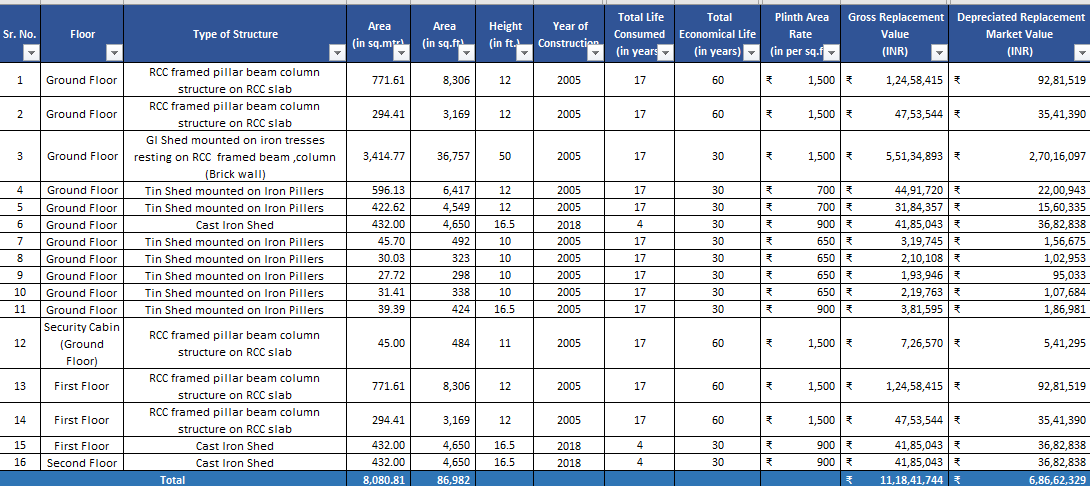 Sr. No. | Floor | Type of Structure | Area (in sq.mtr) | Area (in sq.ft) | Height (in ft.) | Year of Construction | Total Life Consumed (in years) | Total Economical Life (in years) | Plinth Area Rate (in per sq.f | Gross Replacement Value (INR) | Depreciated Replacement Market Value (INR)
1 | Ground Floor | RCC framed pillar beam column structure on RCC slab | 771.61 | 8,306 | 12 | 2005 | 17 | 60 | ₹ 1,500 | ₹ 1,24,58,415 | ₹ 92,81,519
2 | Ground Floor | RCC framed pillar beam column structure on RCC slab | 294.41 | 3,169 | 12 | 2005 | 17 | 60 | ₹ 1,500 | ₹ 47,53,544 | ₹ 35,41,390
3 | Ground Floor | GI Shed mounted on iron tresses resting on RCC framed beam ,column (Brick wall) | 3,414.77 | 36,757 | 50 | 2005 | 17 | 30 | ₹ 1,500 | ₹ 5,51,34,893 | ₹ 2,70,16,097
4 | Ground Floor | Tin Shed mounted on Iron Pillers | 596.13 | 6,417 | 12 | 2005 | 17 | 30 | ₹ 700 | ₹ 44,91,720 | ₹ 22,00,943
5 | Ground Floor | Tin Shed mounted on Iron Pillers | 422.62 | 4,549 | 12 | 2005 | 17 | 30 | ₹ 700 | ₹ 31,84,357 | ₹ 15,60,335
6 | Ground Floor | Cast Iron Shed | 432.00 | 4,650 | 16.5 | 2018 | 4 | 30 | ₹ 900 | ₹ 41,85,043 | ₹ 36,82,838
7 | Ground Floor | Tin Shed mounted on Iron Pillers | 45.70 | 492 | 10 | 2005 | 17 | 30 | ₹ 650 | ₹ 3,19,745 | ₹ 1,56,675
8 | Ground Floor | Tin Shed mounted on Iron Pillers | 30.03 | 323 | 10 | 2005 | 17 | 30 | ₹ 650 | ₹ 2,10,108 | ₹ 1,02,953
9 | Ground Floor | Tin Shed mounted on Iron Pillers | 27.72 | 298 | 10 | 2005 | 17 | 30 | ₹ 650 | ₹ 1,93,946 | ₹ 95,033
10 | Ground Floor | Tin Shed mounted on Iron Pillers | 31.41 | 338 | 10 | 2005 | 17 | 30 | ₹ 650 | ₹ 2,19,763 | ₹ 1,07,684
11 | Ground Floor | Tin Shed mounted on Iron Pillers | 39.39 | 424 | 16.5 | 2005 | 17 | 30 | ₹ 900 | ₹ 3,81,595 | ₹ 1,86,981
12 | Security Cabin (Ground Floor) | RCC framed pillar beam column structure on RCC slab | 45.00 | 484 | 11 | 2005 | 17 | 60 | ₹ 1,500 | ₹ 7,26,570 | ₹ 5,41,295
13 | First Floor | RCC framed pillar beam column structure on RCC slab | 771.61 | 8,306 | 12 | 2005 | 17 | 60 | ₹ 1,500 | ₹ 1,24,58,415 | ₹ 92,81,519
14 | First Floor | RCC framed pillar beam column structure on RCC slab | 294.41 | 3,169 | 12 | 2005 | 17 | 60 | ₹ 1,500 | ₹ 47,53,544 | ₹ 35,41,390
15 | First Floor | Cast Iron Shed | 432.00 | 4,650 | 16.5 | 2018 | 4 | 30 | ₹ 900 | ₹ 41,85,043 | ₹ 36,82,838
16 | Second Floor | Cast Iron Shed | 432.00 | 4,650 | 16.5 | 2018 | 4 | 30 | ₹ 900 | ₹ 41,85,043 | ₹ 36,82,838
Total | 8,080.81 | 86,982 | ₹ 11,18,41,744 | ₹ 6,86,62,329